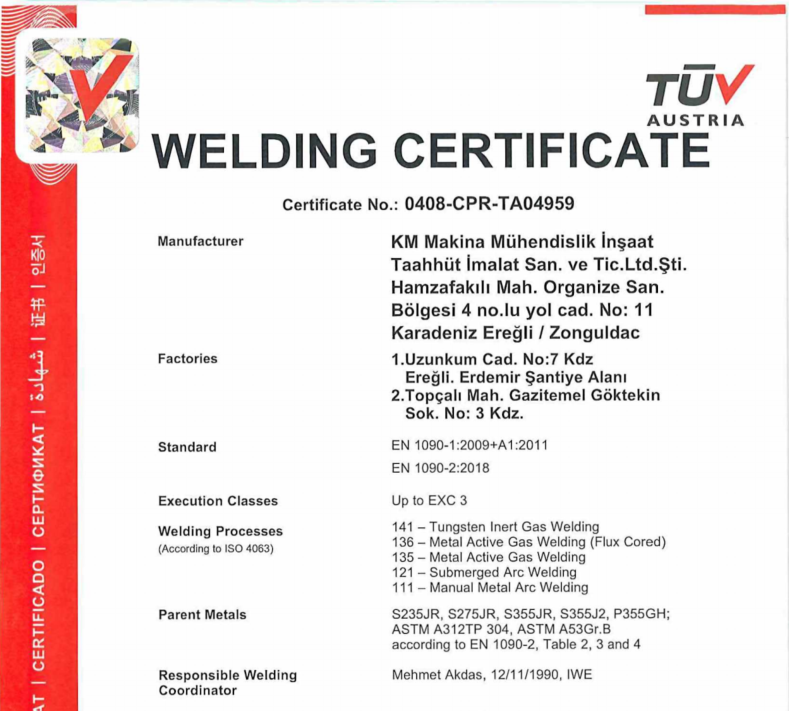 TÜV
AUSTRIA
WELDING CERTIFICATE
Certificate No.: 0408-CPR-TA04959
Manufacturer
KM Makina Mühendislik İnşaat
Taahhüt İmalat San. ve Tic.Ltd.Şti.
Hamzafakılı Mah. Organize San.
Bölgesi 4 no.lu yol cad. No: 11
Karadeniz Ereğli / Zonguldac
Factories
1.Uzunkum Cad. No:7 Kdz
Ereğli. Erdemir Şantiye Alanı
2.Topçalı Mah. Gazitemel Göktekin
Sok. No: 3 Kdz.
Standard
EN 1090-1:2009+A1:2011
EN 1090-2:2018
Execution Classes
Up to EXC 3
Welding Processes
(According to ISO 4063)
141 – Tungsten Inert Gas Welding
136 – Metal Active Gas Welding (Flux Cored)
135 – Metal Active Gas Welding
121 – Submerged Arc Welding
111 – Manual Metal Arc Welding
Parent Metals
S235JR, S275JR, S355JR, S355J2, P355GH;
ASTM A312TP 304, ASTM A53Gr.B
according to EN 1090-2, Table 2, 3 and 4
Responsible Welding
Coordinator
Mehmet Akdas, 12/11/1990, IWE
AT | CERTIFICADO | СЕРТИФИКАТ | شهادة | 证书 | 인증서